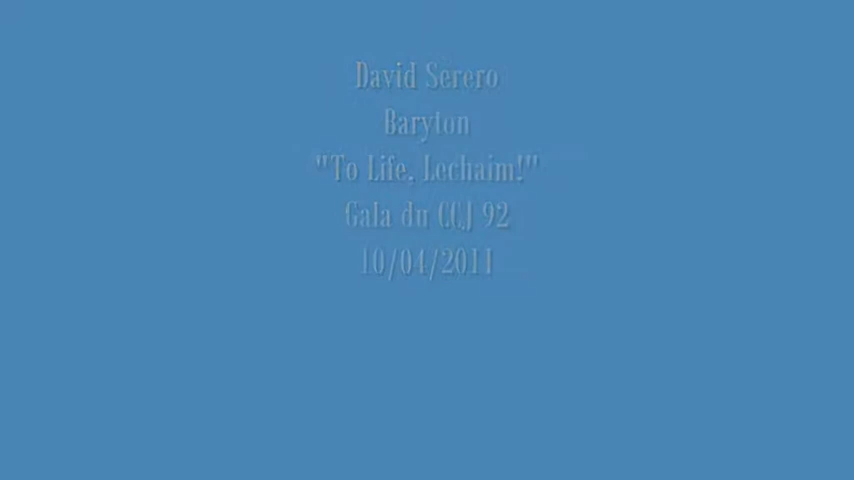 David Serero
Baryton
"To Life, Lechaim!"
Gala du CCJ 92
10/04/2011